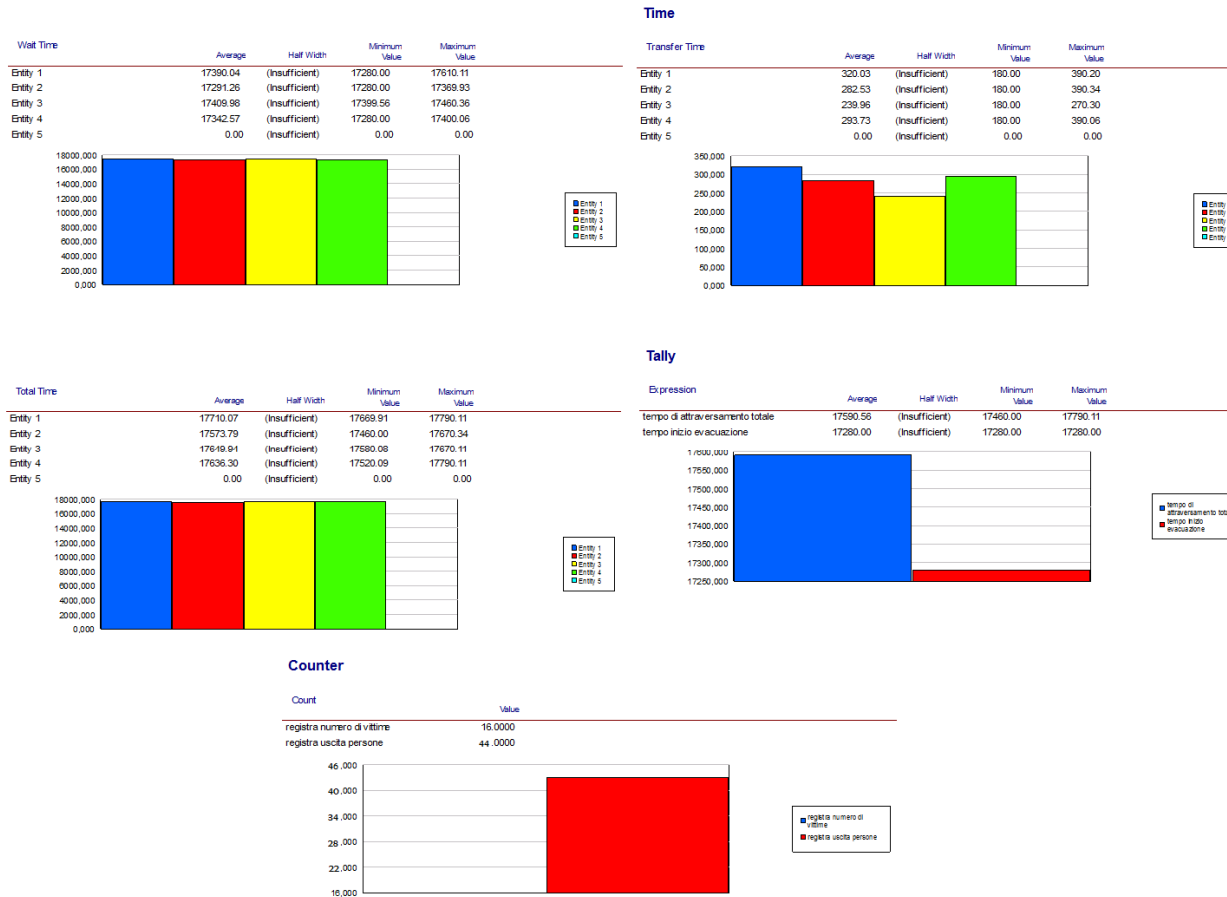 Wait Time
Average Half Width Minimum Value Maximum Value
Entity 1 17390.04 (Insufficient) 17280.00 17610.11
Entity 2 17291.26 (Insufficient) 17280.00 17369.93
Entity 3 17409.98 (Insufficient) 17399.56 17460.36
Entity 4 17342.57 (Insufficient) 17280.00 17400.06
Entity 5 0.00 (Insufficient) 0.00 0.00
18000,000
16000,000
14000,000
12000,000
10000,000
8000,000
6000,000
4000,000
2000,000
0,000
Entity 1
Entity 2
Entity 3
Entity 4
Entity 5
Time
Transfer Time
Average Half Width Minimum Value Maximum Value
Entity 1 320.03 (Insufficient) 180.00 390.20
Entity 2 282.53 (Insufficient) 180.00 390.34
Entity 3 239.96 (Insufficient) 180.00 270.30
Entity 4 293.73 (Insufficient) 180.00 390.06
Entity 5 0.00 (Insufficient) 0.00 0.00
350,000
300,000
250,000
200,000
150,000
100,000
50,000
0,000
Entity
Entity
Entity
Entity
Entity
Total Time
Average Half Width Minimum Value Maximum Value
Entity 1 17710.07 (Insufficient) 17669.91 17790.11
Entity 2 17573.79 (Insufficient) 17460.00 17670.34
Entity 3 17649.94 (Insufficient) 17580.08 17670.11
Entity 4 17636.30 (Insufficient) 17520.09 17790.11
Entity 5 0.00 (Insufficient) 0.00 0.00
18000,000
16000,000
14000,000
12000,000
10000,000
8000,000
6000,000
4000,000
2000,000
0,000
Entity 1
Entity 2
Entity 3
Entity 4
Entity 5
Tally
Expression
Average Half Width Minimum Value Maximum Value
tempo di attraversamento totale 17590.56 (Insufficient) 17460.00 17790.11
tempo inizio evacuazione 17280.00 (Insufficient) 17280.00 17280.00
17600,000
17550,000
17500,000
17450,000
17400,000
17350,000
17300,000
17250,000
tempo di
attraversamento tota
tempo inizio
evacuazione
Counter
Count
Value
registra numero di vittime 16.0000
registra uscita persone 44.0000
46.000
40.000
34.000
28.000
22.000
16,000
registra numero di
vittime
registra uscita persone